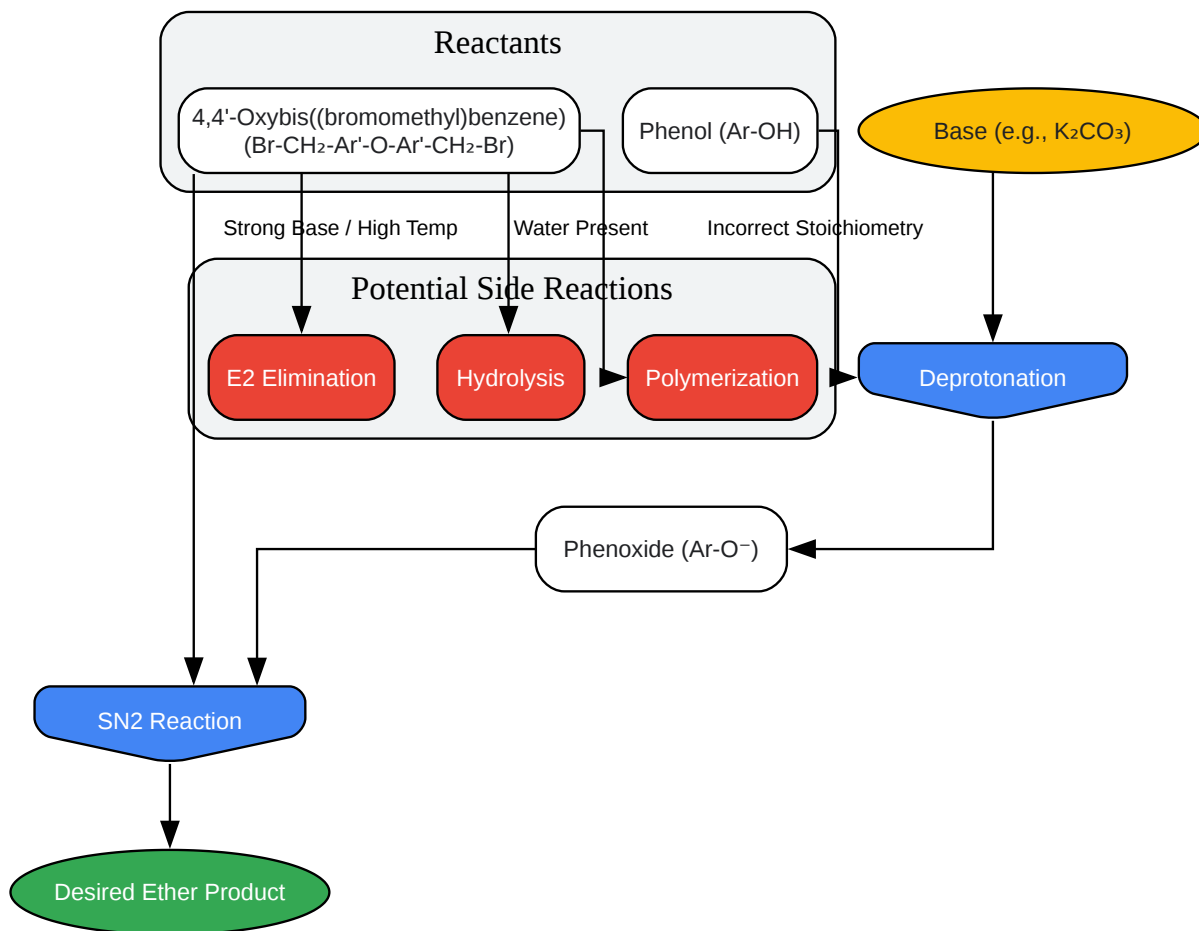 Reactants
4,4'-Oxybis((bromomethyl)benzene)
(Br-CH₂-Ar'-O-Ar'-CH₂-Br)
Phenol (Ar-OH)
Base (e.g., K₂CO₃)
Strong Base / High Temp
Water Present
Incorrect Stoichiometry
Potential Side Reactions
E2 Elimination
Hydrolysis
Polymerization
Deprotonation
Phenoxide (Ar-O⁻)
SN2 Reaction
Desired Ether Product